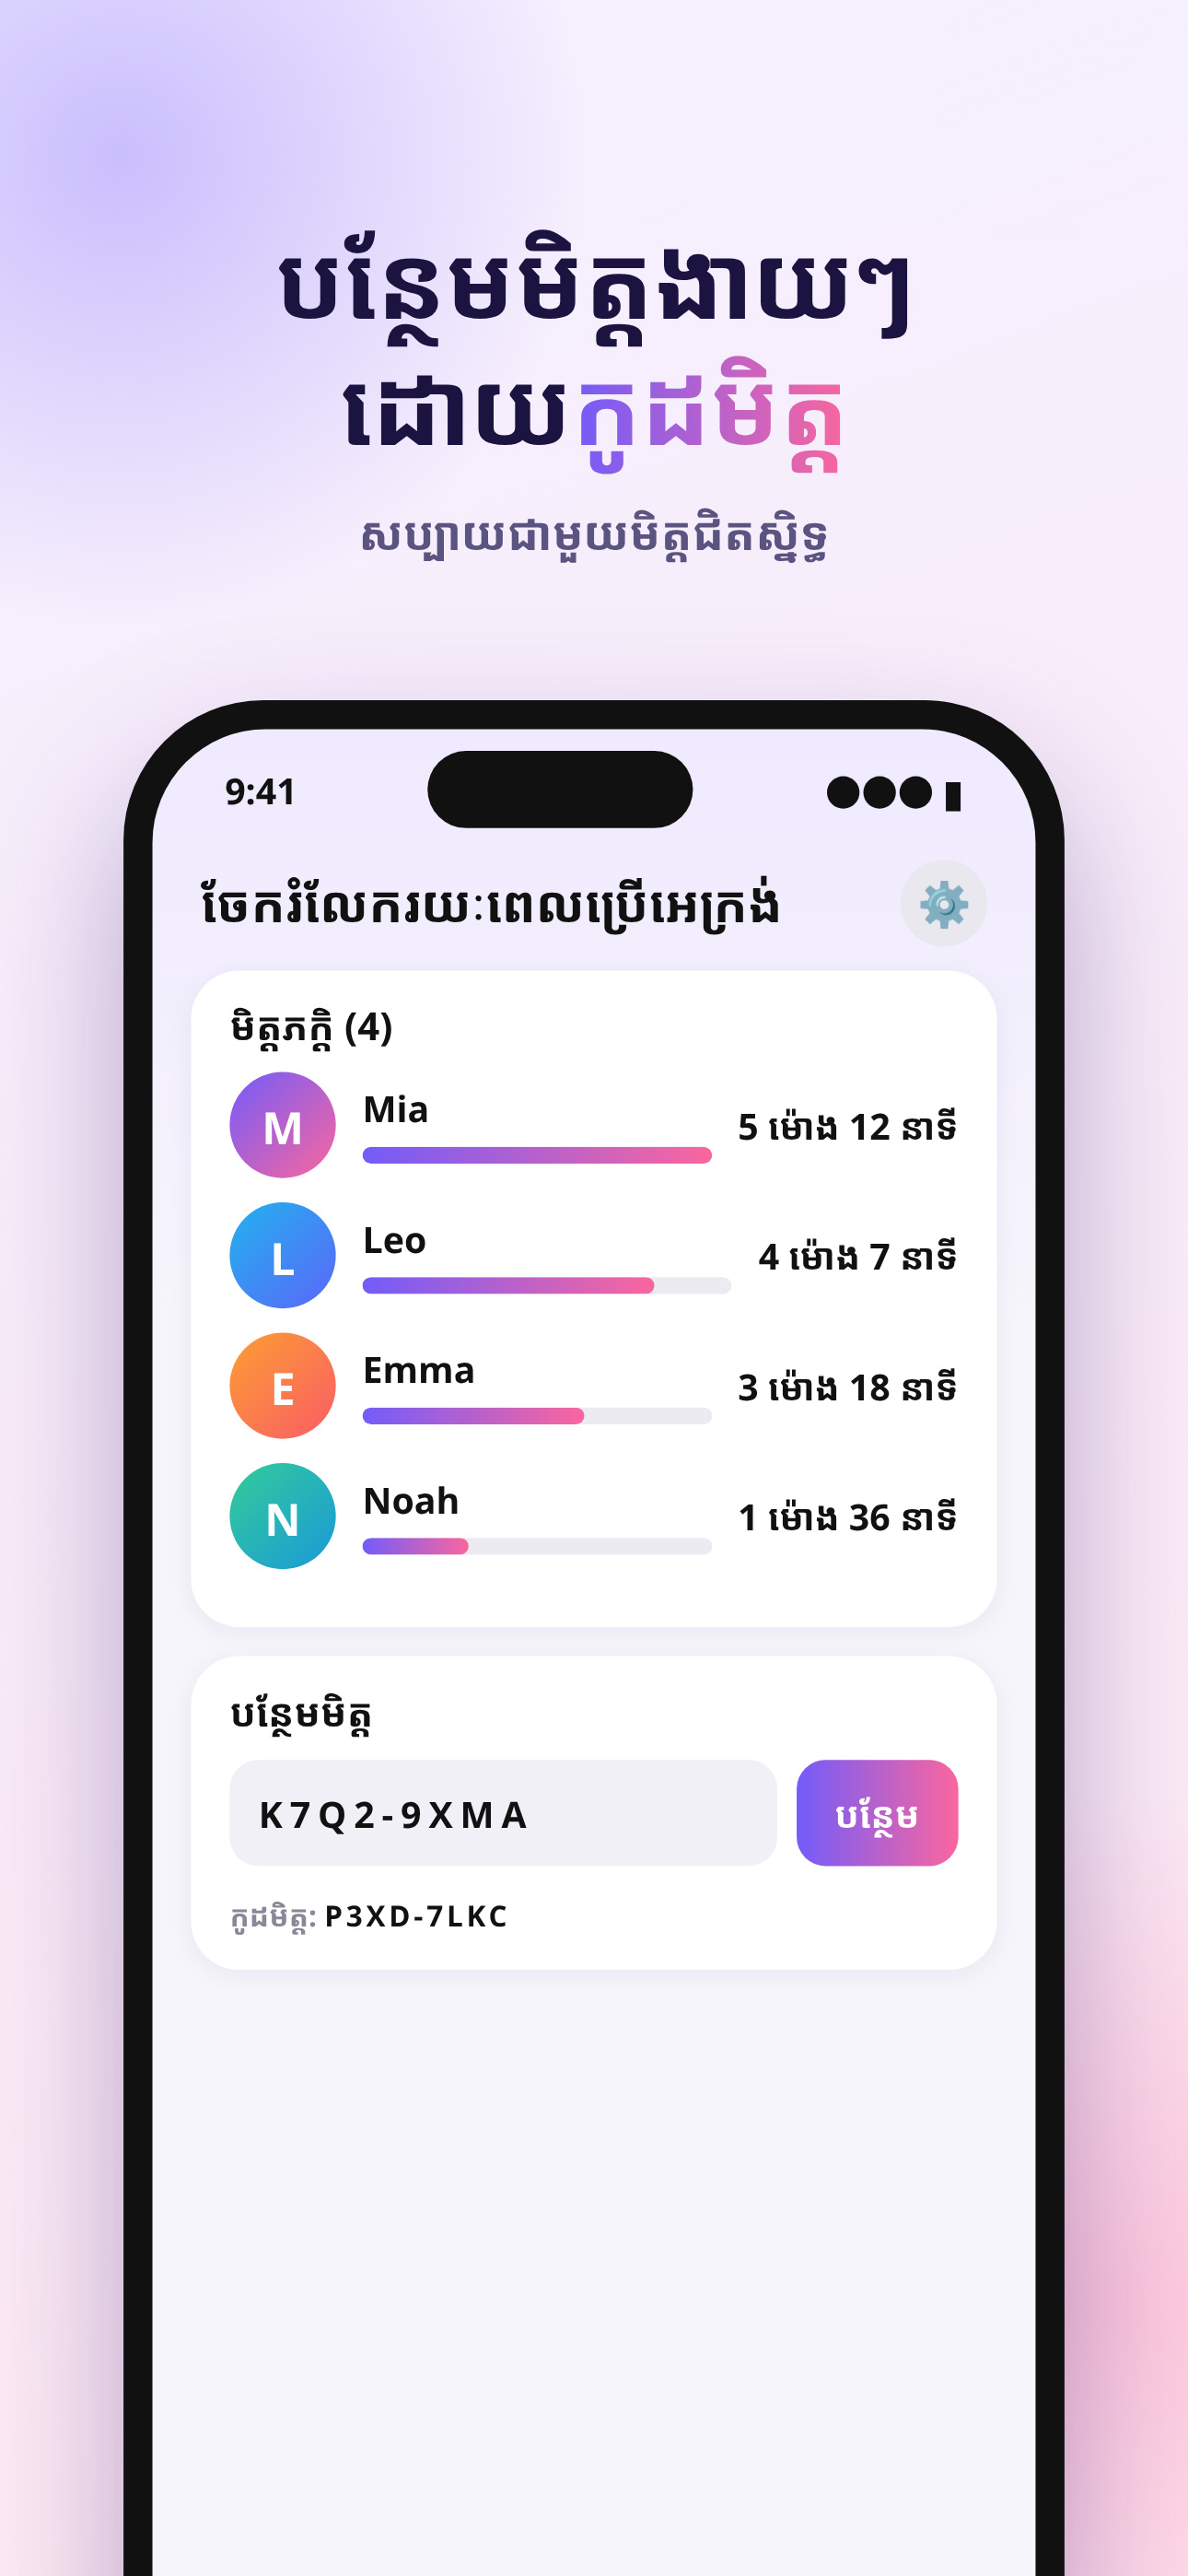 បន្ថែមមិត្តងាយៗ
ដោយកូដមិត្ត
សប្បាយជាមួយមិត្តជិតស្និទ្ធ
9:41
ចែករំលែករយៈពេលប្រើអេក្រង់
មិត្តភក្តិ (4)
M
Mia
5 ម៉ោង 12 នាទី
L
Leo
4 ម៉ោង 7 នាទី
E
Emma
3 ម៉ោង 18 នាទី
N
Noah
1 ម៉ោង 36 នាទី
បន្ថែមមិត្ត
K7Q2-9XMA
បន្ថែម
កូដមិត្ត: P3XD-7LKC